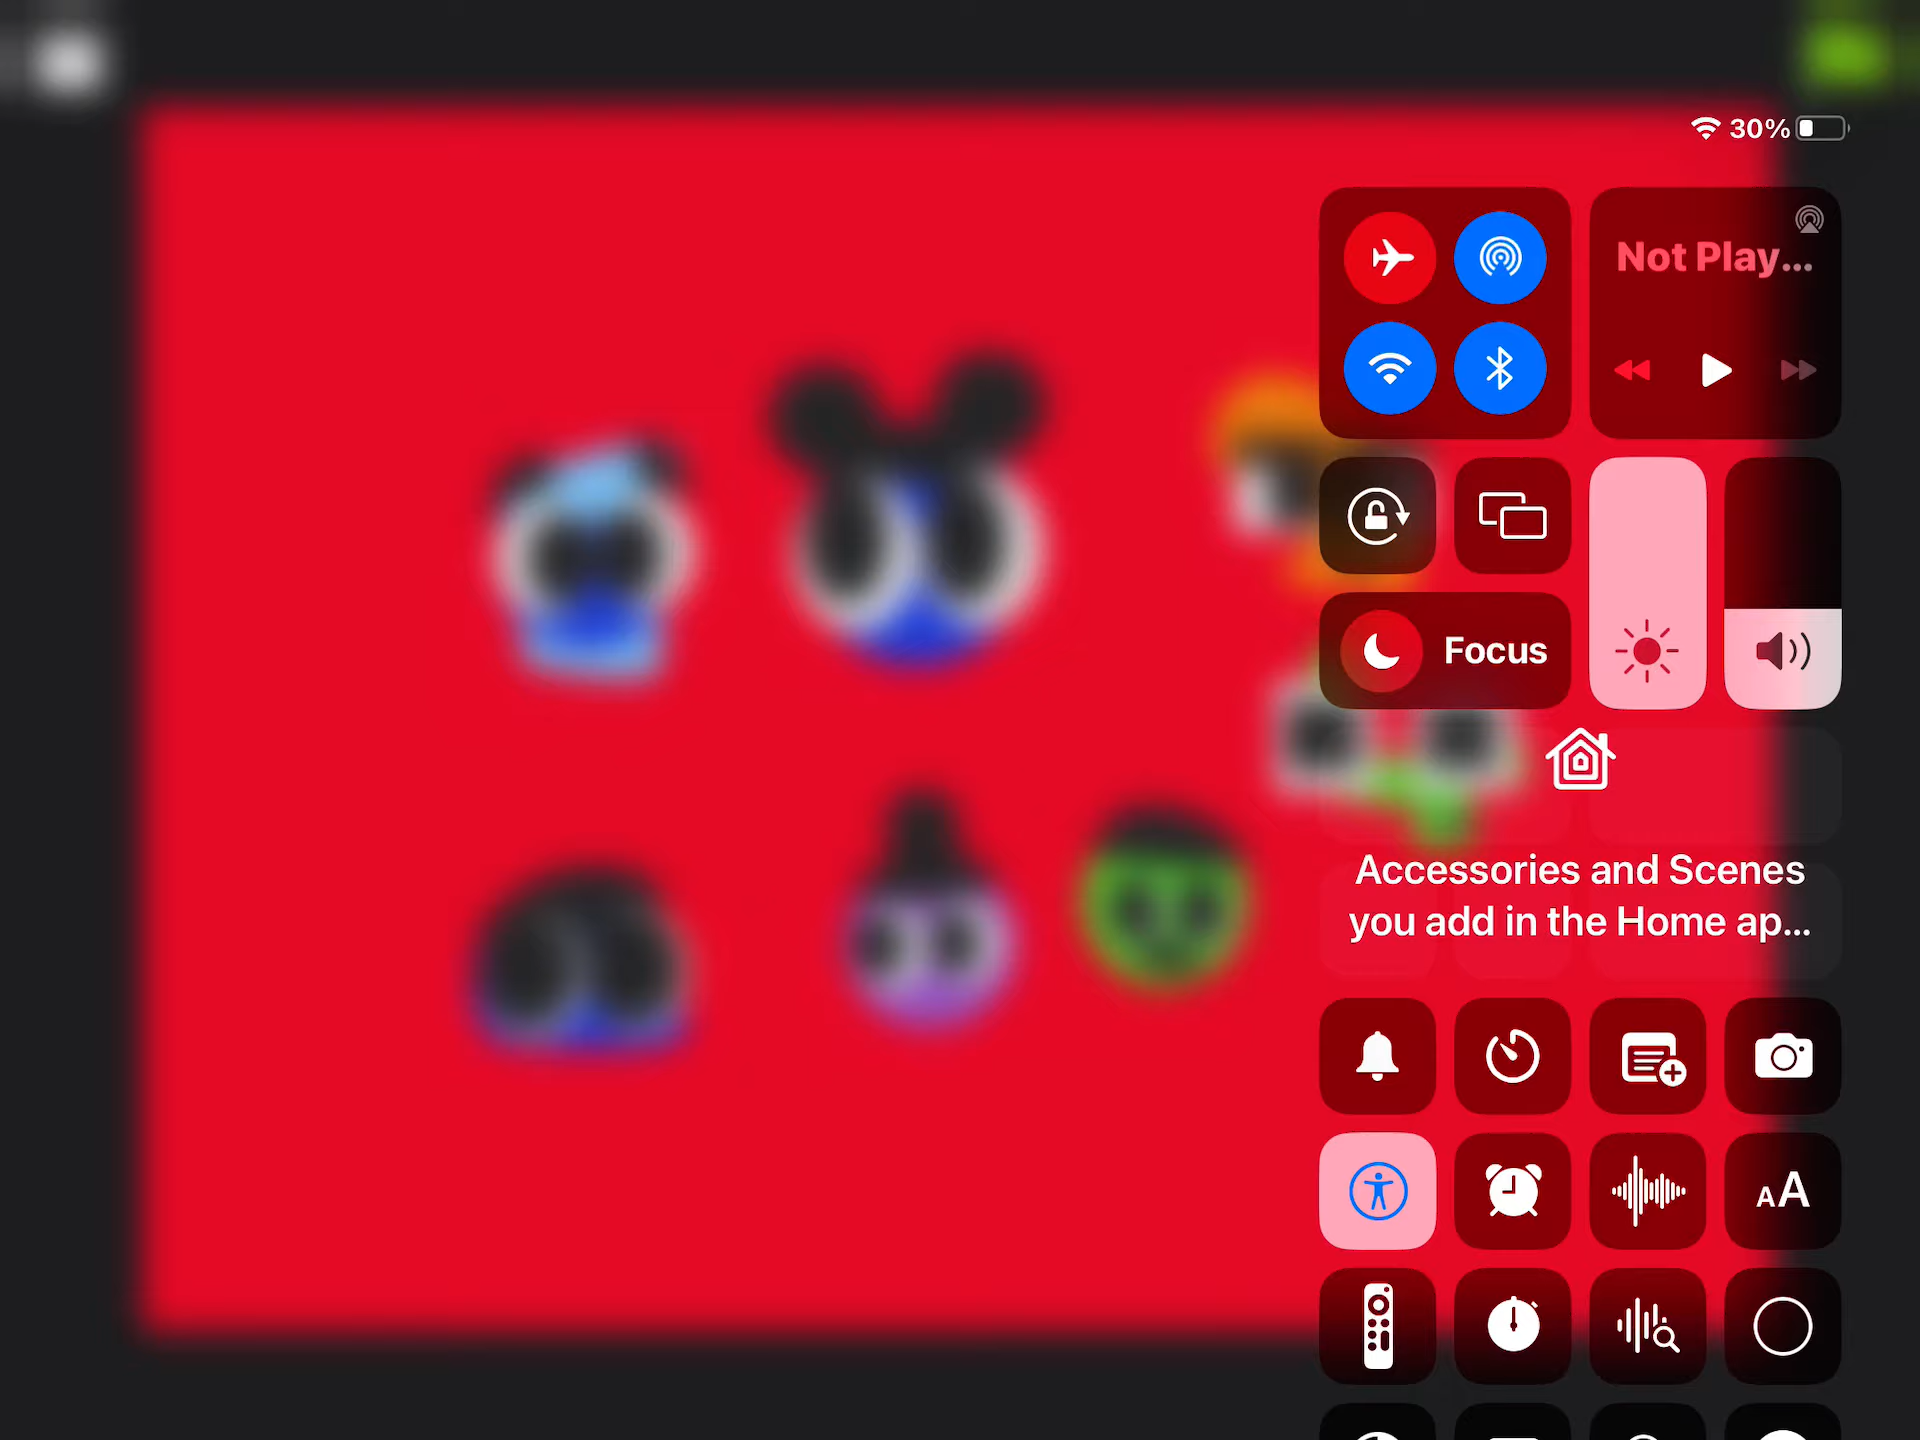 30%
Not Play...
Focus
Accessories and Scenes
you add in the Home ap...
AA